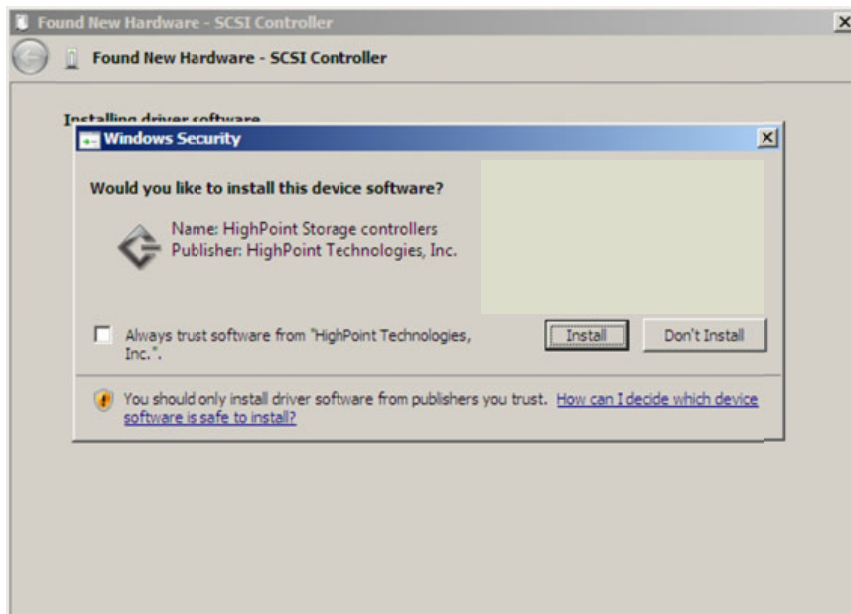 Found New Hardware - SCSI Controller
Found New Hardware - SCSI Controller
Installing driver software
Windows Security
Would you like to install this device software?
Name: HighPoint Storage controllers
Publisher: HighPoint Technologies, Inc.
Always trust software from "HighPoint Technologies,
Inc.".
Install
Don't Install
You should only install driver software from publishers you trust. How can I decide which device
software is safe to install?